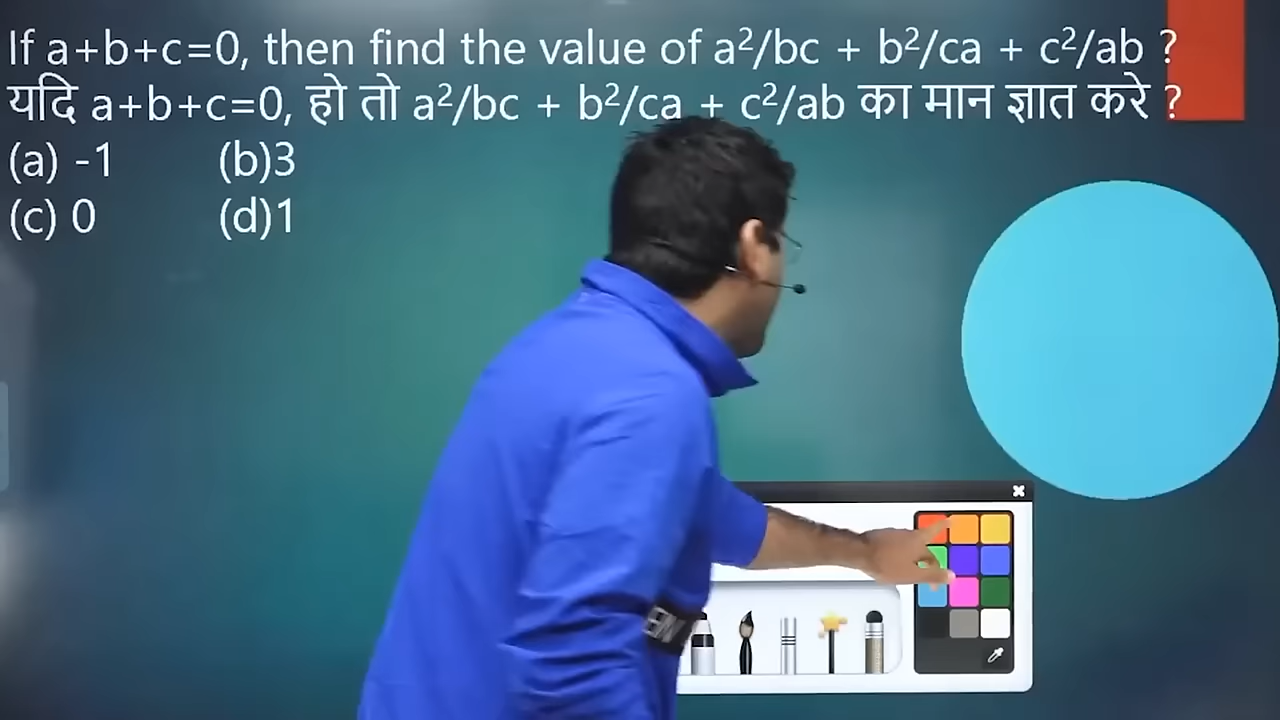 If a+b+c=0, then find the value of a²/bc + b²/ca + c²/ab ?
यदि a+b+c=0, हो तो a²/bc + b²/ca + c²/ab का मान ज्ञात करे ?
(a) -1 (b)3
(c) 0 (d)1